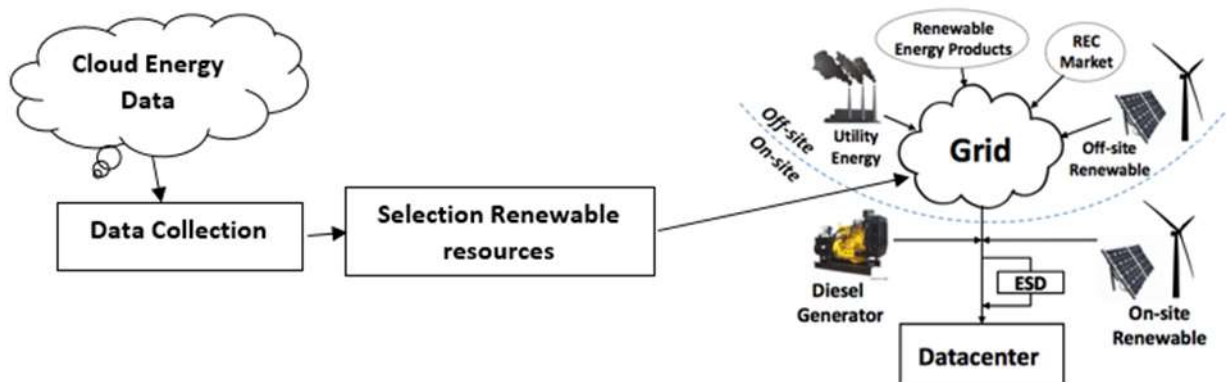 Cloud Energy
Data
Data Collection
Selection Renewable
resources
Renewable
Energy Products
REC
Market
Off-site
On-site
Utility
Energy
Grid
Off-site
Renewable
Diesel
Generator
ESD
On-site
Renewable
Datacenter